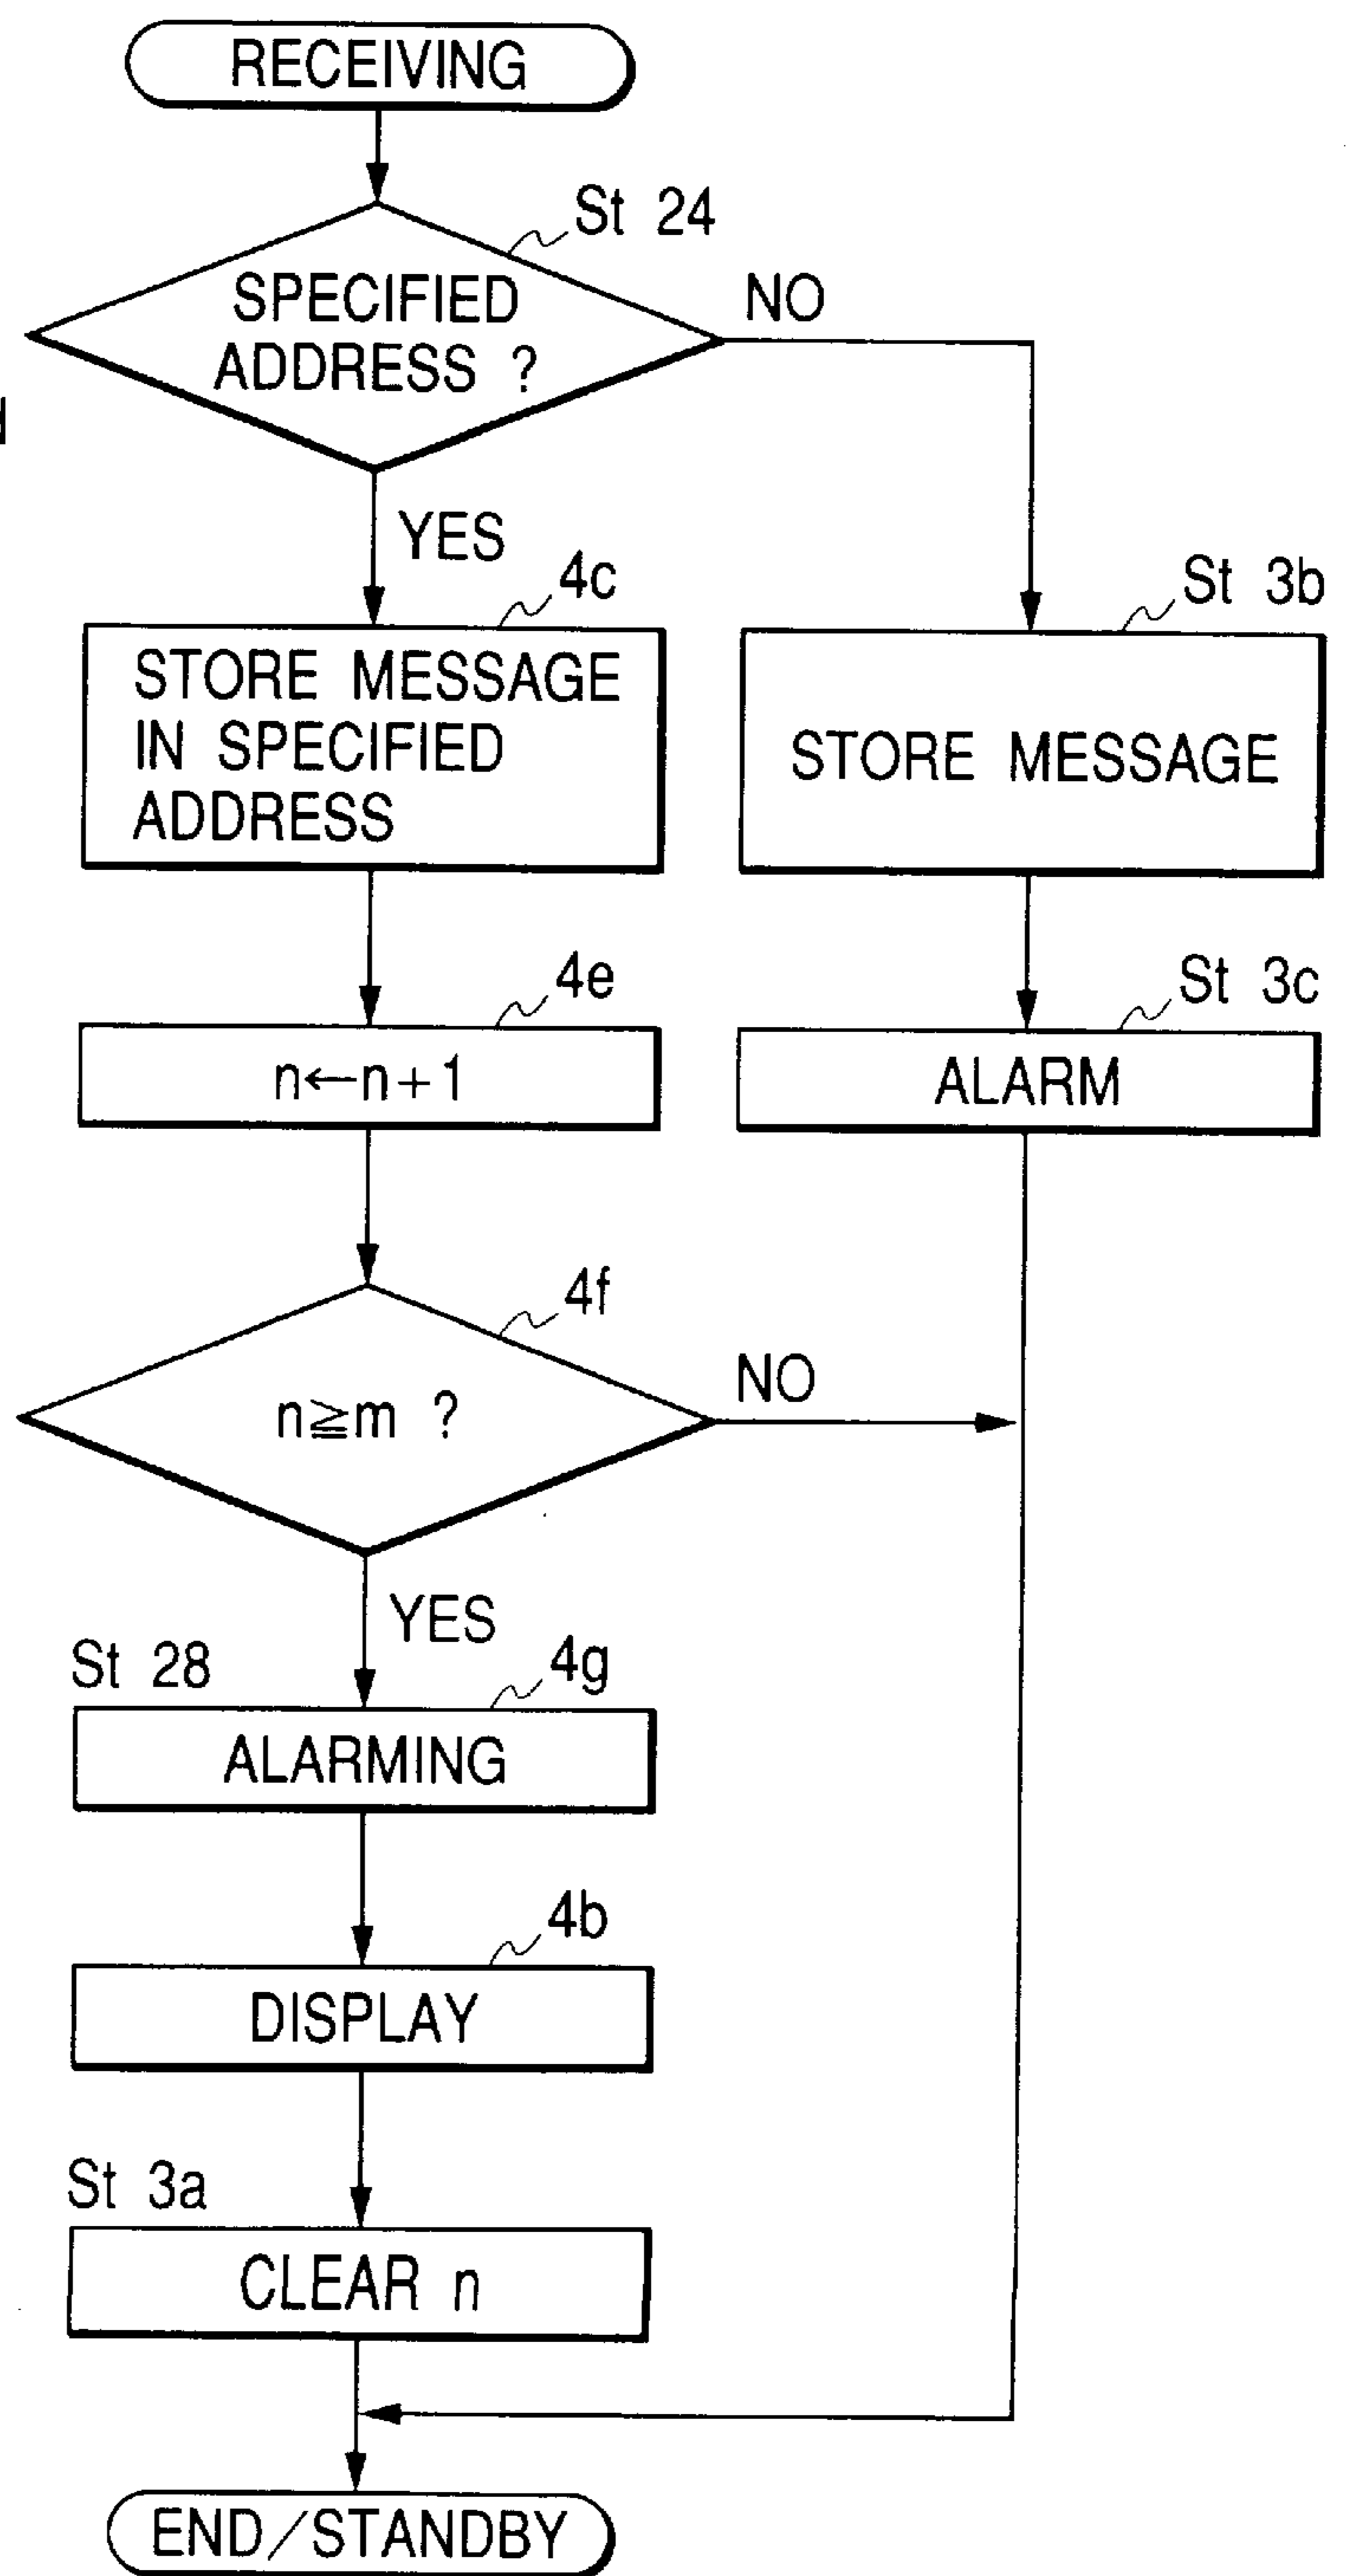 RECEIVING
St 24
SPECIFIED
ADDRESS ?
NO
YES
4c
STORE MESSAGE
IN SPECIFIED
ADDRESS
St 3b
STORE MESSAGE
4e
n←n+1
St 3c
ALARM
4f
n≧m ?
NO
YES
St 28
4g
ALARMING
4b
DISPLAY
St 3a
CLEAR n
END/STANDBY